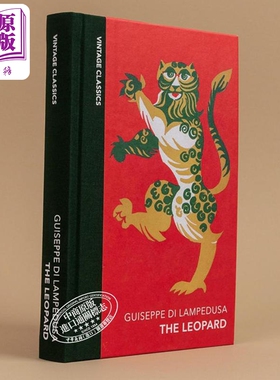 原版
VINTAGE CLASSICS
VINTAGE CLASSICS
GUISEPPE DI LAMPEDUSA
THE LEOPARD
GUISEPPE DI LAMPEDUSA
THE LEOPARD